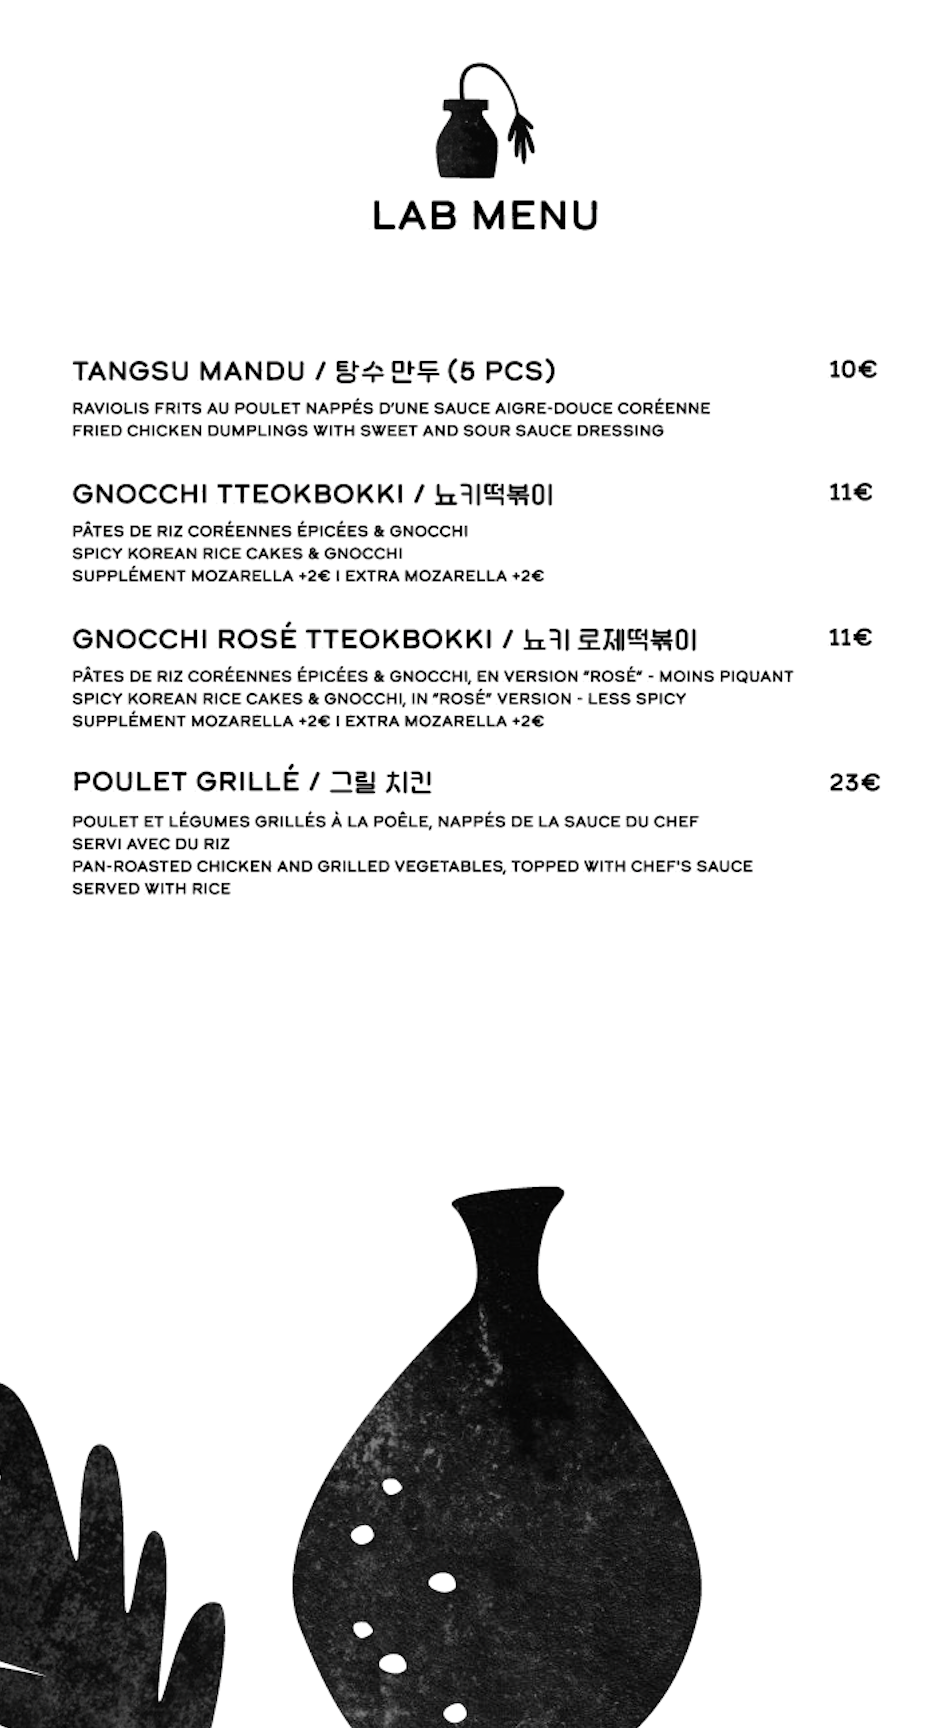 LAB MENU
TANGSU MANDU / 탕수 만두 (5 PCS) 10€
RAVIOLIS FRITS AU POULET NAPPÉS D'UNE SAUCE AIGRE-DOUCE CORÉENNE
FRIED CHICKEN DUMPLINGS WITH SWEET AND SOUR SAUCE DRESSING
GNOCCHI TTEOKBOKKI / 뇨키떡볶이 11€
PÂTES DE RIZ CORÉENNES ÉPICÉES & GNOCCHI
SPICY KOREAN RICE CAKES & GNOCCHI
SUPPLÉMENT MOZARELLA +2€ I EXTRA MOZARELLA +2€
GNOCCHI ROSÉ TTEOKBOKKI / 뇨키 로제떡볶이 11€
PÂTES DE RIZ CORÉENNES ÉPICÉES & GNOCCHI, EN VERSION "ROSÉ" - MOINS PIQUANT
SPICY KOREAN RICE CAKES & GNOCCHI, IN "ROSÉ" VERSION - LESS SPICY
SUPPLÉMENT MOZARELLA +2€ I EXTRA MOZARELLA +2€
POULET GRILLÉ / 그릴 치킨 23€
POULET ET LÉGUMES GRILLÉS À LA POÊLE, NAPPÉS DE LA SAUCE DU CHEF
SERVI AVEC DU RIZ
PAN-ROASTED CHICKEN AND GRILLED VEGETABLES, TOPPED WITH CHEF'S SAUCE
SERVED WITH RICE